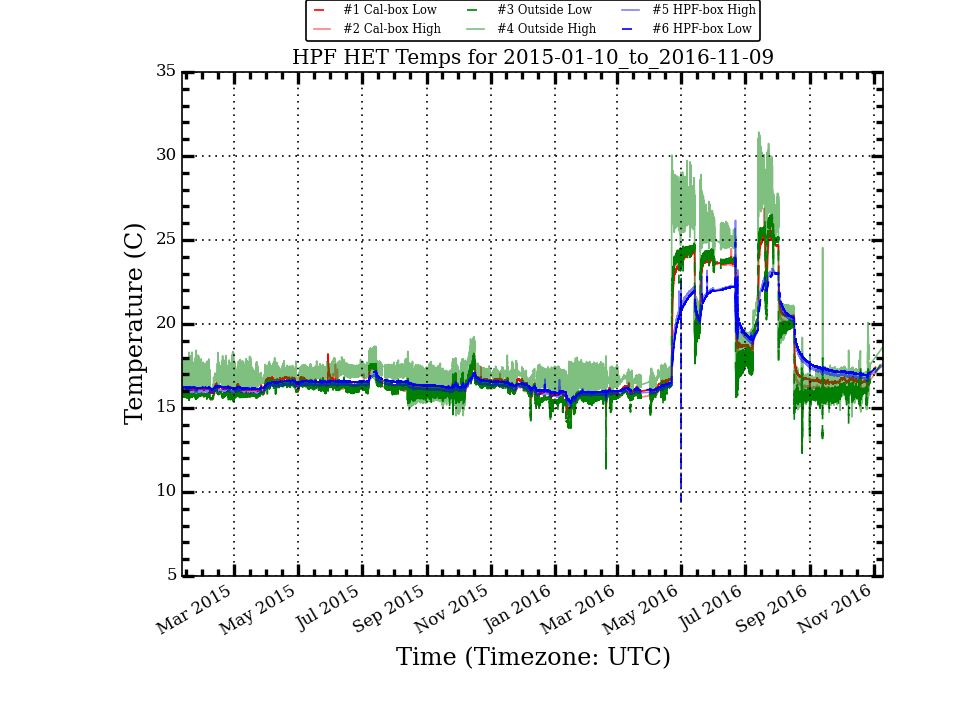 #1 Cal-box Low #3 Outside Low #5 HPF-box High
#2 Cal-box High #4 Outside High #6 HPF-box Low
HPF HET Temps for 2015-01-10_to_2016-11-09
35
30
25
20
15
10
5
Temperature (C)
Mar 2015 May 2015 Jul 2015 Sep 2015 Nov 2015 Jan 2016 Mar 2016 May 2016 Jul 2016 Sep 2016 Nov 2016
Time (Timezone: UTC)